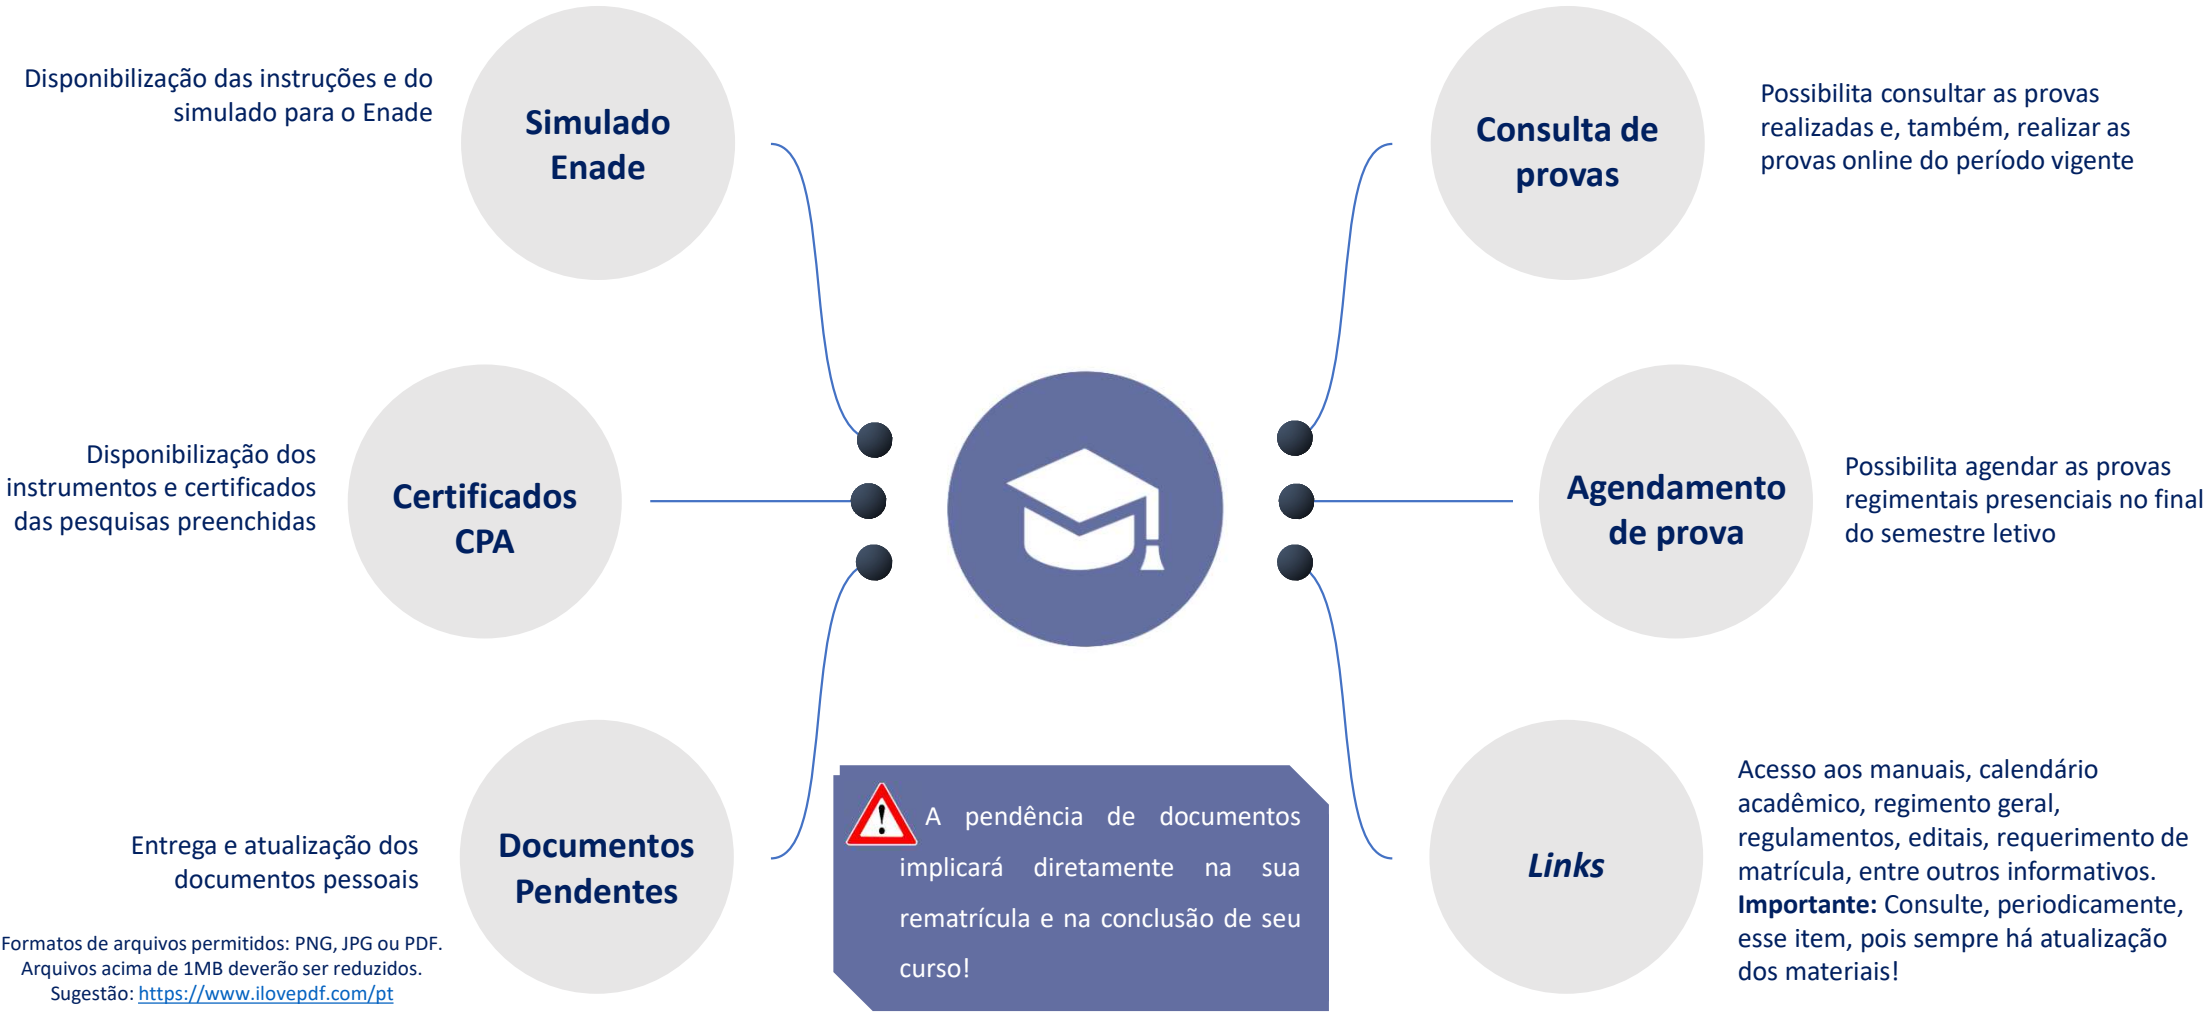 Disponibilização das instruções e do
simulado para o Enade
Simulado
Enade
Consulta de
provas
Possibilita consultar as provas
realizadas e, também, realizar as
provas online do período vigente
Disponibilização dos
instrumentos e certificados
das pesquisas preenchidas
Certificados
CPA
Agendamento
de prova
Possibilita agendar as provas
regimentais presenciais no final
do semestre letivo
Entrega e atualização dos
documentos pessoais
Formatos de arquivos permitidos: PNG, JPG ou PDF.
Arquivos acima de 1MB deverão ser reduzidos.
Sugestão: https://www.ilovepdf.com/pt
Documentos
Pendentes
A pendência de documentos
implicará diretamente na sua
rematrícula e na conclusão de seu
curso!
Links
Acesso aos manuais, calendário
acadêmico, regimento geral,
regulamentos, editais, requerimento de
matrícula, entre outros informativos.
Importante: Consulte, periodicamente,
esse item, pois sempre há atualização
dos materiais!